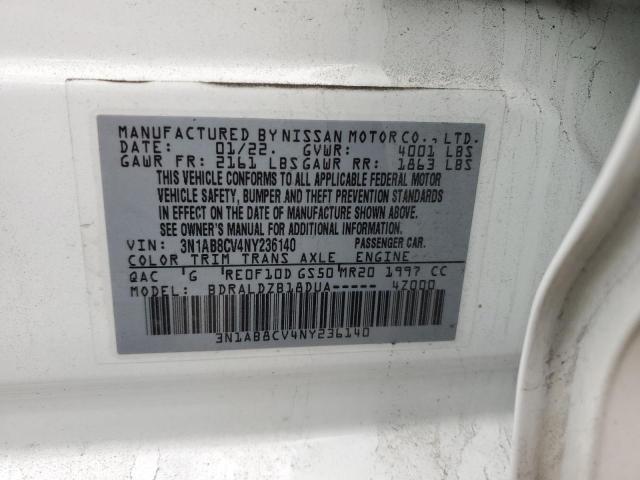 MANUFACTURED BY NISSAN MOTOR CO., LTD.
DATE: 01/22. GVWR: 4001 LBS
GAWR FR: 2161 LBS GAWR RR: 1863 LBS
THIS VEHICLE CONFORMS TO ALL APPLICABLE FEDERAL MOTOR
VEHICLE SAFETY, BUMPER AND THEFT PREVENTION STANDARDS
IN EFFECT ON THE DATE OF MANUFACTURE SHOWN ABOVE.
SEE OWNER'S MANUAL FOR ADDITIONAL INFORMATION.
VIN: 3N1AB8CV4NY236140 PASSENGER CAR.
COLOR TRIM TRANS AXLE ENGINE
QAC G RE0F10D GS50 MR20 1997 CC
BDRALDZB18DUA----- 4Z000
3N1AB8CV4NY236140